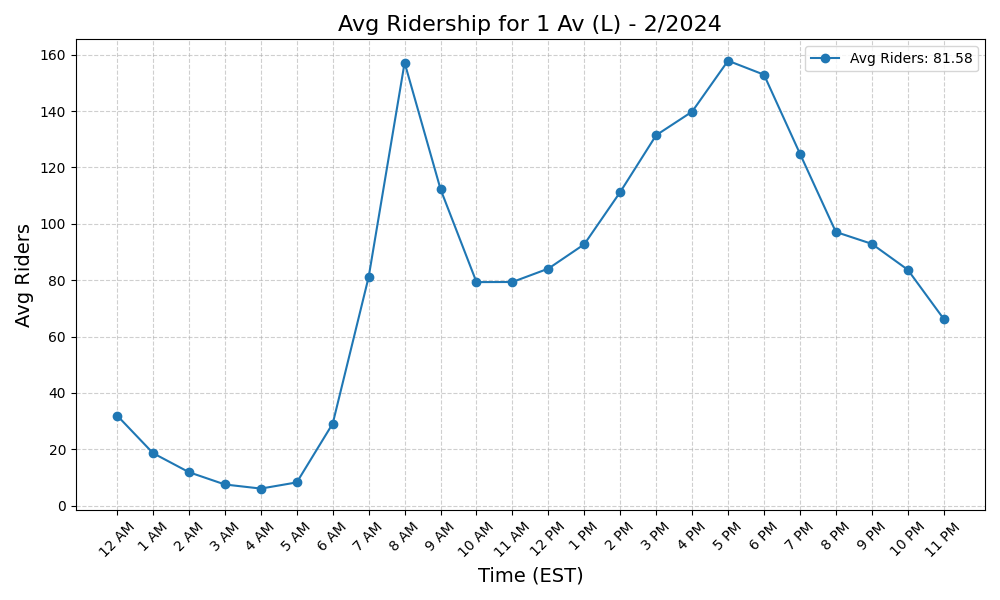 Avg Ridership for 1 Av (L) - 2/2024
Avg Riders: 81.58
Avg Riders
160
140
120
100
80
60
40
20
0
12 AM
1 AM
2 AM
3 AM
4 AM
5 AM
6 AM
7 AM
8 AM
9 AM
10 AM
11 AM
12 PM
1 PM
2 PM
3 PM
4 PM
5 PM
6 PM
7 PM
8 PM
9 PM
10 PM
11 PM
Time (EST)